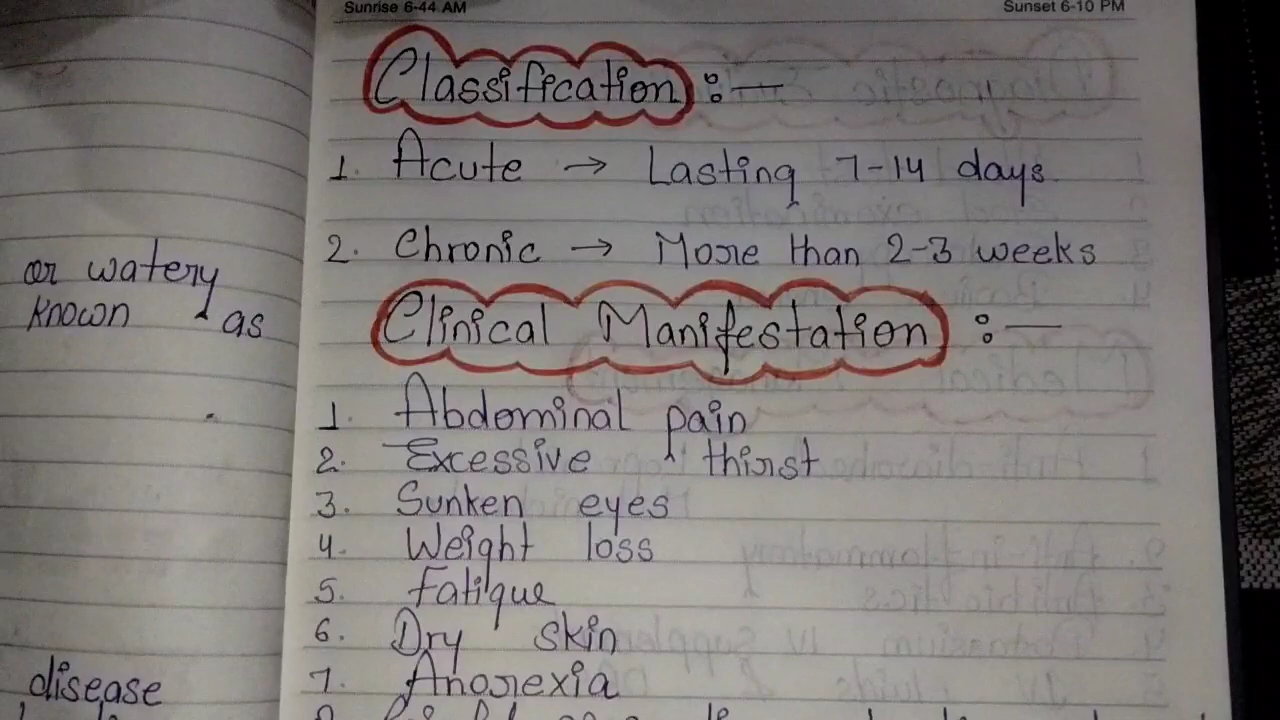 Sunrise 6-44 AM
Sunset 6-10 PM
or watery
known as
disease
Classification :-
1. Acute → Lasting 7-14 days
2. Chronic → More than 2-3 weeks
Clinical Manifestation :-
1. Abdominal pain
2. Excessive thirst
3. Sunken eyes
4. Weight loss
5. Fatique
6. Dry skin
7. Anorexia